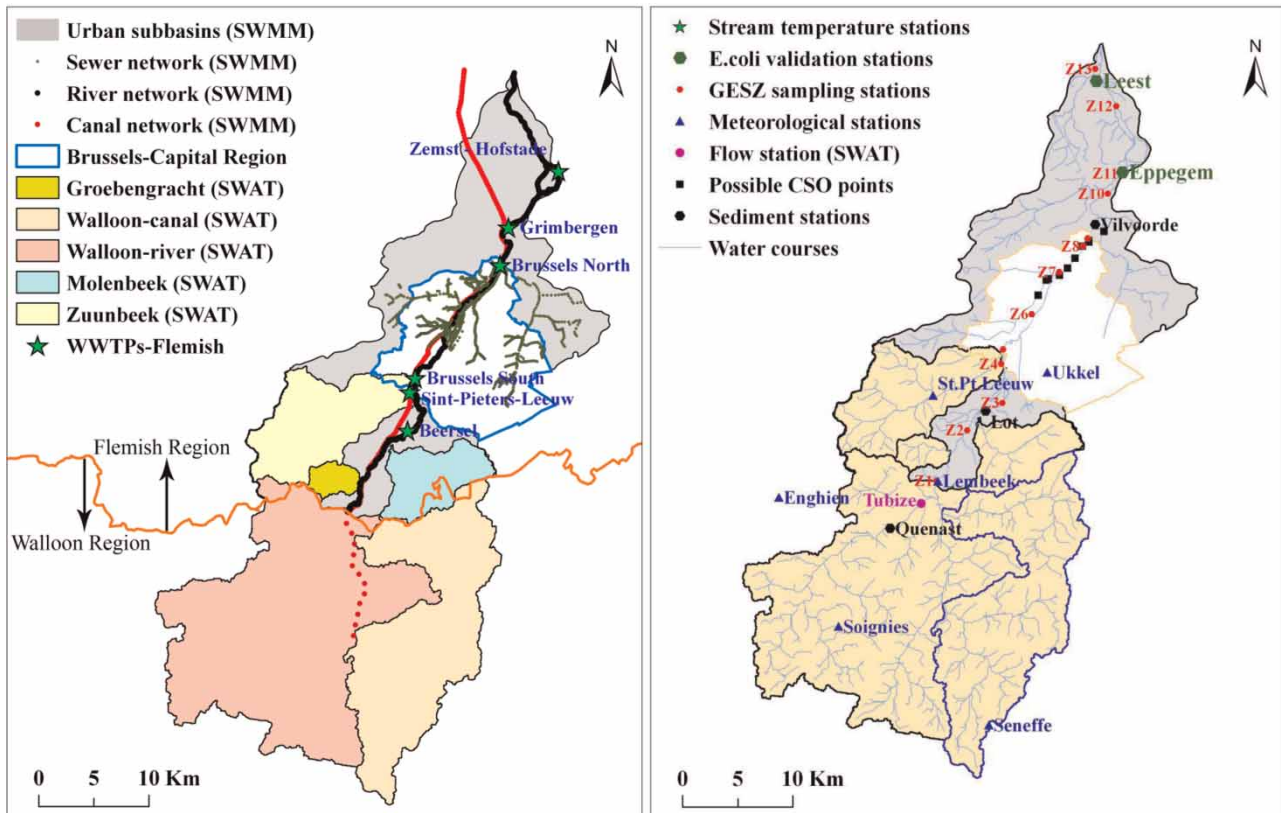 Urban subbasins (SWMM)
Sewer network (SWMM)
River network (SWMM)
Canal network (SWMM)
Brussels-Capital Region
Groebengracht (SWAT)
Walloon-canal (SWAT)
Walloon-river (SWAT)
Molenbeek (SWAT)
Zuunbeek (SWAT)
WWTPs-Flemish
N
Zemst - Hofstade
Grimbergen
Brussels North
Brussels South
Sint-Pieters-Leeuw
Beersel
Flemish Region
Walloon Region
0 5 10 Km
Stream temperature stations
E.coli validation stations
GESZ sampling stations
Meteorological stations
Flow station (SWAT)
Possible CSO points
Sediment stations
Water courses
N
Z13
Leest
Z12
Z11
Eppegem
Z10
Vilvoorde
Z8
Z7
Z6
Z4
Ukkel
St.Pt Leeuw
Z3
Lot
Z2
Z1
Lembeek
Enghien
Tubize
Quenast
Soignies
Seneffe
0 5 10 Km